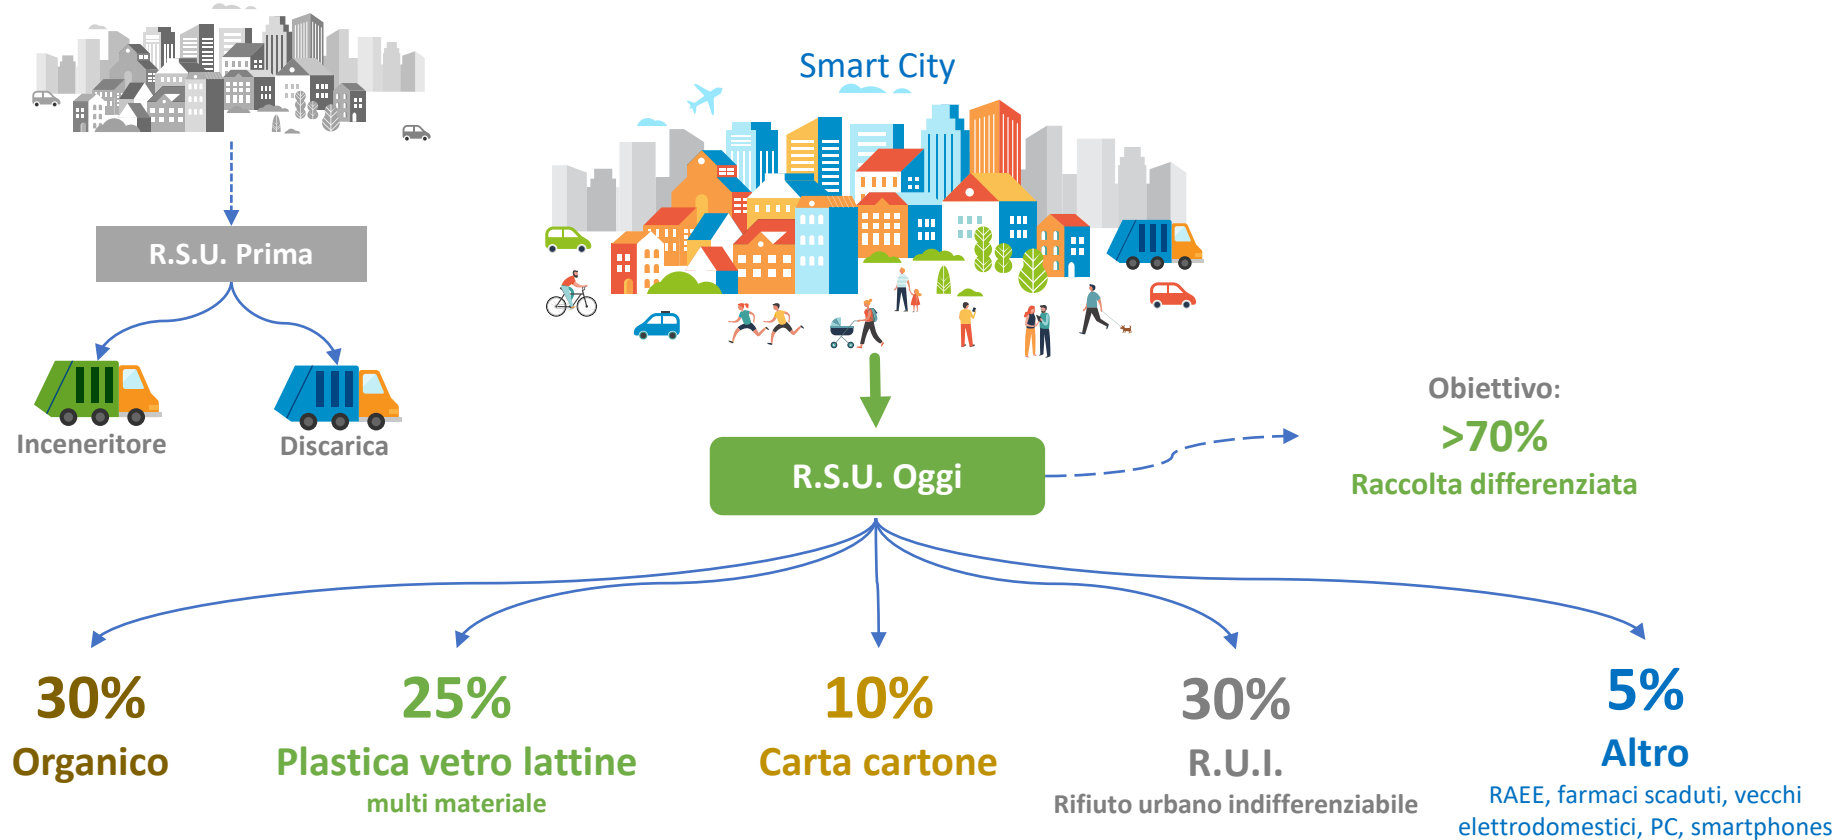 Smart City
R.S.U. Prima
Inceneritore
Discarica
R.S.U. Oggi
Obiettivo:
>70%
Raccolta differenziata
30%
Organico
25%
Plastica vetro lattine
multi materiale
10%
Carta cartone
30%
R.U.I.
Rifiuto urbano indifferenziabile
5%
Altro
RAEE, farmaci scaduti, vecchi
elettrodomestici, PC, smartphones